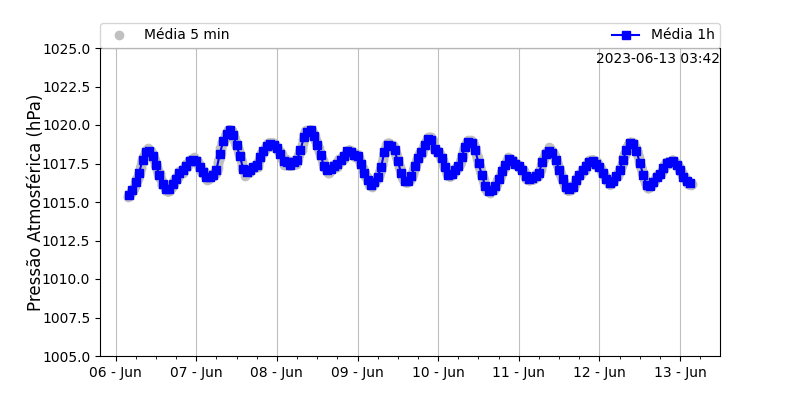 Média 5 min
Média 1h
2023-06-13 03:42
Pressão Atmosférica (hPa)
1025.0
1022.5
1020.0
1017.5
1015.0
1012.5
1010.0
1007.5
1005.0
06 - Jun
07 - Jun
08 - Jun
09 - Jun
10 - Jun
11 - Jun
12 - Jun
13 - Jun